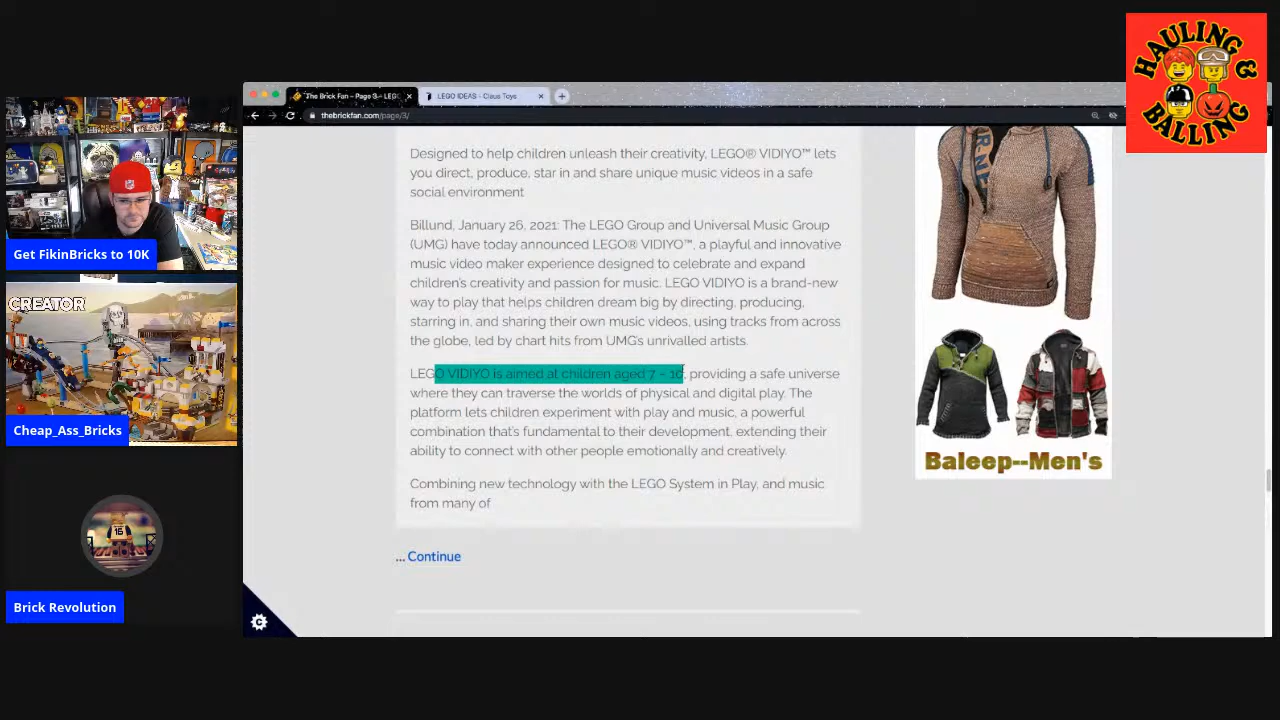 HAULING &
BALLING
The Brick Fan - Page 3 - LEG
LEGO IDEAS - Claus Toys
thebrickfan.com/page/3/
Designed to help children unleash their creativity, LEGO® VIDIYO™ lets
you direct, produce, star in and share unique music videos in a safe
social environment
Billund, January 26, 2021: The LEGO Group and Universal Music Group
(UMG) have today announced LEGO® VIDIYO™, a playful and innovative
music video maker experience designed to celebrate and expand
children's creativity and passion for music. LEGO VIDIYO is a brand-new
way to play that helps children dream big by directing, producing,
starring in, and sharing their own music videos, using tracks from across
the globe, led by chart hits from UMG's unrivalled artists.
LEGO VIDIYO is aimed at children aged 7 – 10, providing a safe universe
where they can traverse the worlds of physical and digital play. The
platform lets children experiment with play and music, a powerful
combination that's fundamental to their development, extending their
ability to connect with other people emotionally and creatively.
Combining new technology with the LEGO System in Play, and music
from many of
... Continue
Baleep--Men's
NFL
Get FikinBricks to 10K
CREATOR
Cheap_Ass_Bricks
16
Brick Revolution